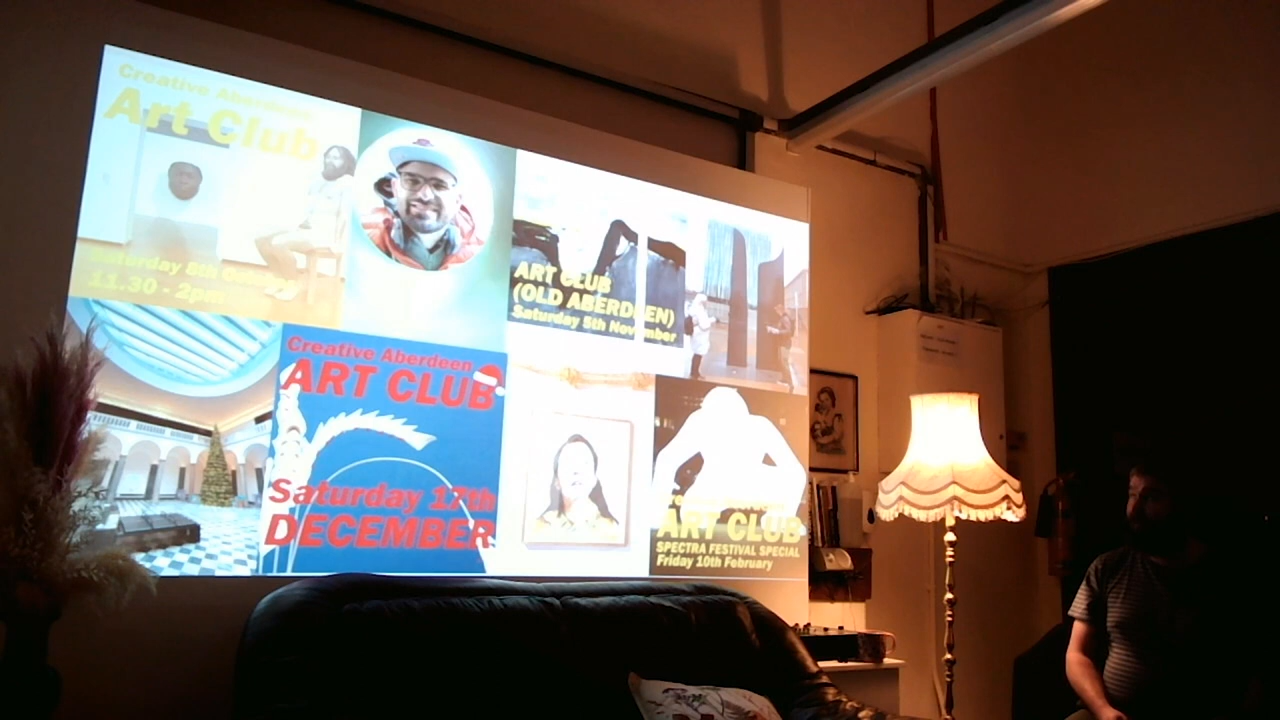 Creative Aberdeen
Art Club
Saturday 8th
11.30 - 2pm
ART CLUB
(OLD ABERDEEN)
Saturday 5th November
Creative Aberdeen
ART CLUB
Saturday 17th
DECEMBER
ART CLUB
SPECTRA FESTIVAL SPECIAL
Friday 10th February